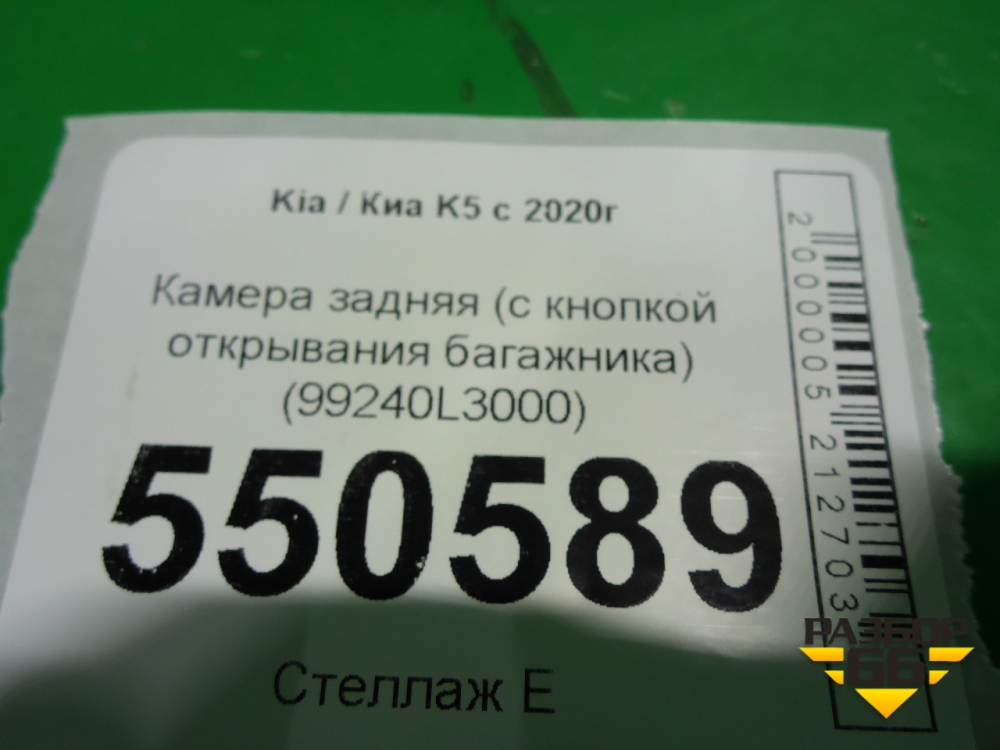 Kia / Киа K5 с 2020г
Камера задняя (с кнопкой
открывания багажника)
(99240L3000)
550589
Стеллаж Е
2000005212703
РАЗБОР
66